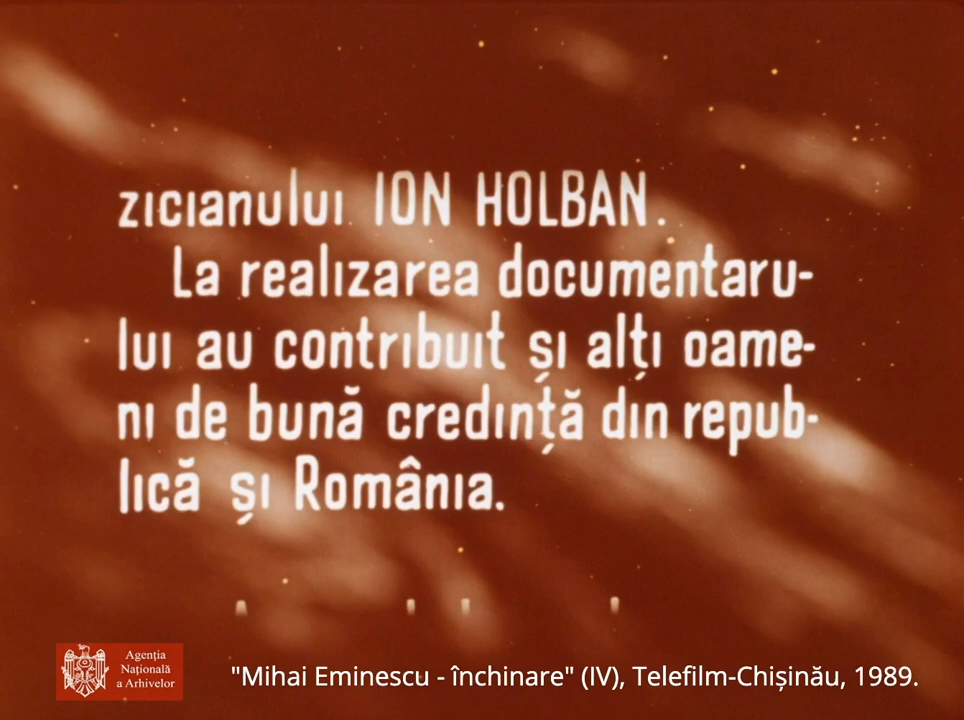 zicianului ION HOLBAN.
La realizarea documentaru-
lui au contribuit și alți oame-
ni de bună credință din repub-
lică și România.
Agenția
Națională
a Arhivelor
"Mihai Eminescu - închinare" (IV), Telefilm-Chișinău, 1989.